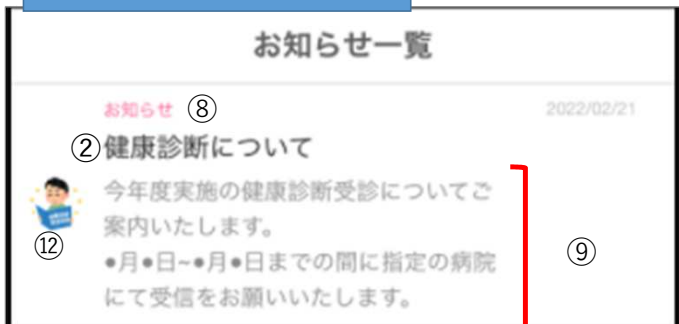 お知らせ一覧
お知らせ ⑧ 2022/02/21
②健康診断について
今年度実施の健康診断受診についてご
案内いたします。
⑫
●月●日~●月●日までの間に指定の病院
⑨
にて受信をお願いいたします。